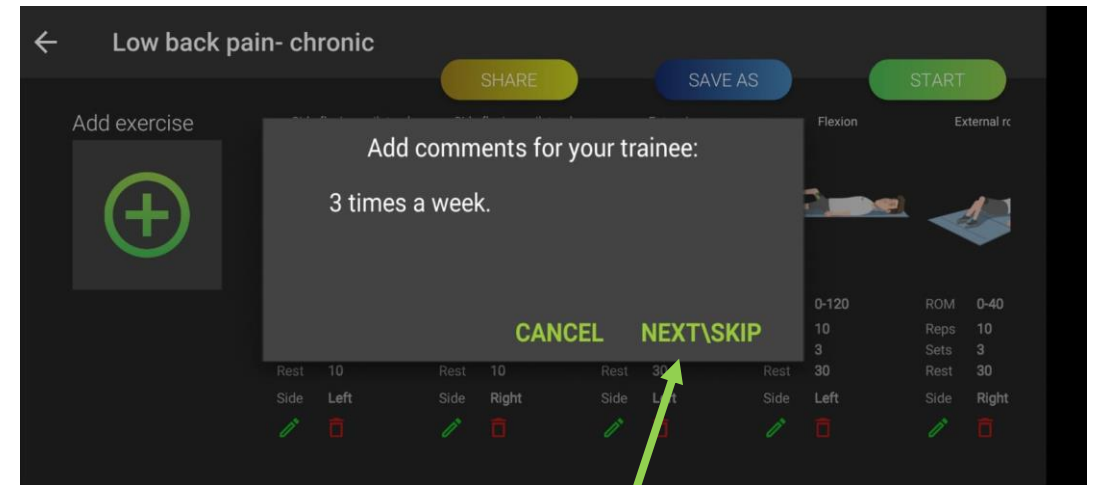 Low back pain- chronic
SHARE SAVE AS START
Add exercise
Flexion
Add comments for your trainee:
3 times a week.
CANCEL NEXT\SKIP
0-120 ROM 0-40
10 Reps 10
3 Sets 3
Rest 10 Rest 10 Rest 30 Rest 30 Rest 30
Side Left Side Right Side Left Side Left Side Right